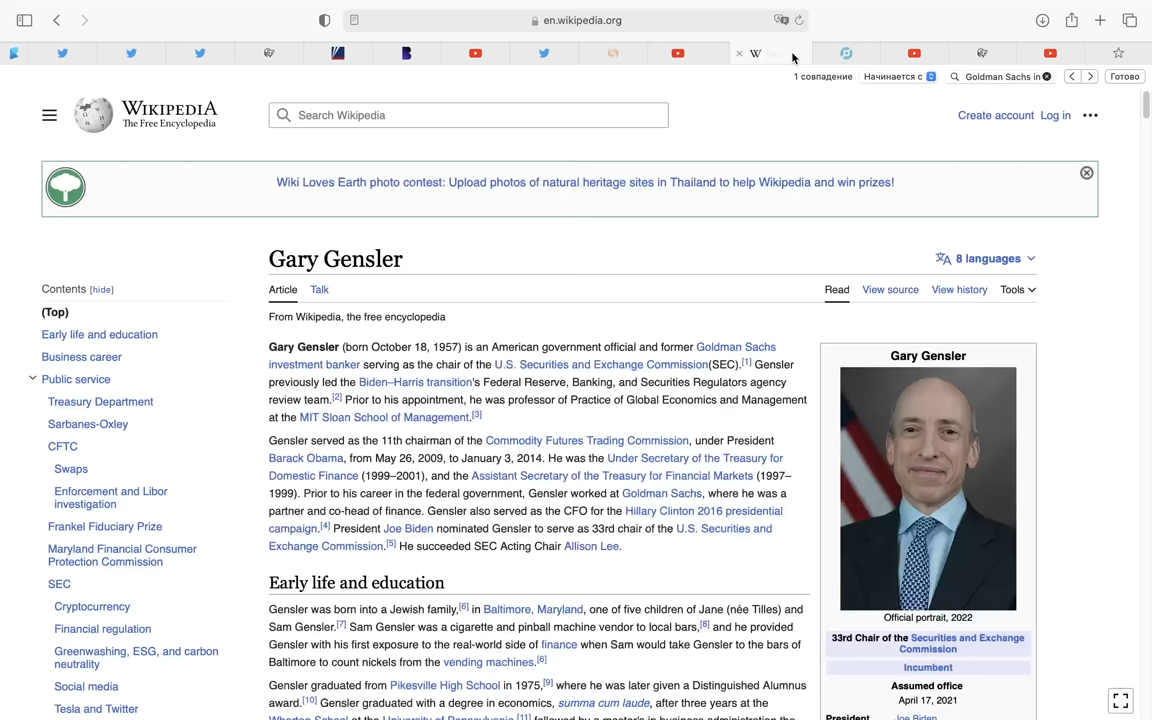 en.wikipedia.org
1 совпадение
Начинается с
Goldman Sachs in
Готово
WIKIPEDIA
The Free Encyclopedia
Search Wikipedia
Create account Log in
Wiki Loves Earth photo contest: Upload photos of natural heritage sites in Thailand to help Wikipedia and win prizes!
Gary Gensler
8 languages
Article Talk
Read View source View history Tools
From Wikipedia, the free encyclopedia
Contents [hide]
(Top)
Early life and education
Business career
Public service
Treasury Department
Sarbanes-Oxley
CFTC
Swaps
Enforcement and Libor
investigation
Frankel Fiduciary Prize
Maryland Financial Consumer
Protection Commission
SEC
Cryptocurrency
Financial regulation
Greenwashing, ESG, and carbon
neutrality
Social media
Tesla and Twitter
Gary Gensler (born October 18, 1957) is an American government official and former Goldman Sachs
investment banker serving as the chair of the U.S. Securities and Exchange Commission(SEC).[1] Gensler
previously led the Biden–Harris transition's Federal Reserve, Banking, and Securities Regulators agency
review team.[2] Prior to his appointment, he was professor of Practice of Global Economics and Management
at the MIT Sloan School of Management.[3]
Gensler served as the 11th chairman of the Commodity Futures Trading Commission, under President
Barack Obama, from May 26, 2009, to January 3, 2014. He was the Under Secretary of the Treasury for
Domestic Finance (1999–2001), and the Assistant Secretary of the Treasury for Financial Markets (1997–
1999). Prior to his career in the federal government, Gensler worked at Goldman Sachs, where he was a
partner and co-head of finance. Gensler also served as the CFO for the Hillary Clinton 2016 presidential
campaign.[4] President Joe Biden nominated Gensler to serve as 33rd chair of the U.S. Securities and
Exchange Commission.[5] He succeeded SEC Acting Chair Allison Lee.
Early life and education
Gensler was born into a Jewish family,[6] in Baltimore, Maryland, one of five children of Jane (née Tilles) and
Sam Gensler.[7] Sam Gensler was a cigarette and pinball machine vendor to local bars,[8] and he provided
Gensler with his first exposure to the real-world side of finance when Sam would take Gensler to the bars of
Baltimore to count nickels from the vending machines.[6]
Gensler graduated from Pikesville High School in 1975,[9] where he was later given a Distinguished Alumnus
award.[10] Gensler graduated with a degree in economics, summa cum laude, after three years at the
Wharton School at the University of Pennsylvania,[11] followed by a master's in business administration the
Gary Gensler
Official portrait, 2022
33rd Chair of the Securities and Exchange
Commission
Incumbent
Assumed office
April 17, 2021
President Joe Biden